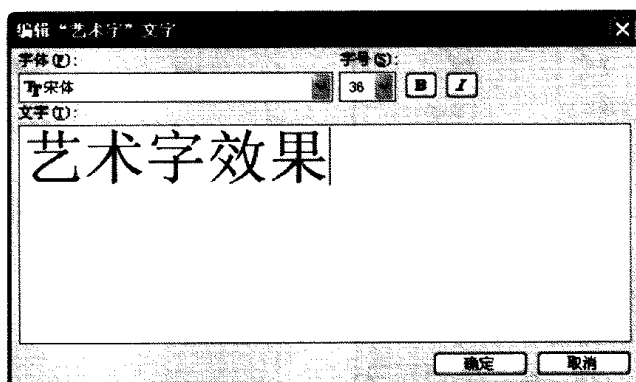 编辑“艺术字”文字
字体(F): 字号(S):
宋体 36 B I
文字(T):
艺术字效果
确定 取消